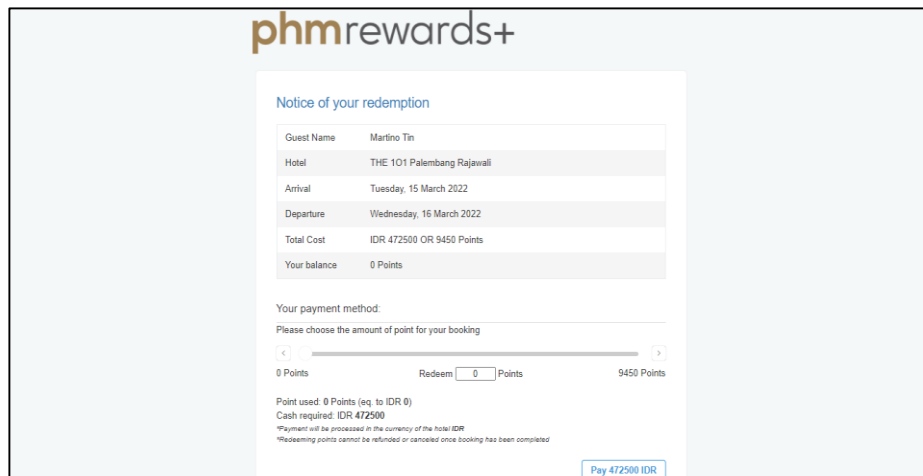 phmrewards+
Notice of your redemption
Guest Name Martino Tin
Hotel THE 1O1 Palembang Rajawali
Arrival Tuesday, 15 March 2022
Departure Wednesday, 16 March 2022
Total Cost IDR 472500 OR 9450 Points
Your balance 0 Points
Your payment method:
Please choose the amount of point for your booking
< >
0 Points Redeem 0 Points 9450 Points
Point used: 0 Points (eq. to IDR 0)
Cash required: IDR 472500
*Payment will be processed in the currency of the hotel IDR
*Redeeming points cannot be refunded or canceled once booking has been completed
Pay 472500 IDR